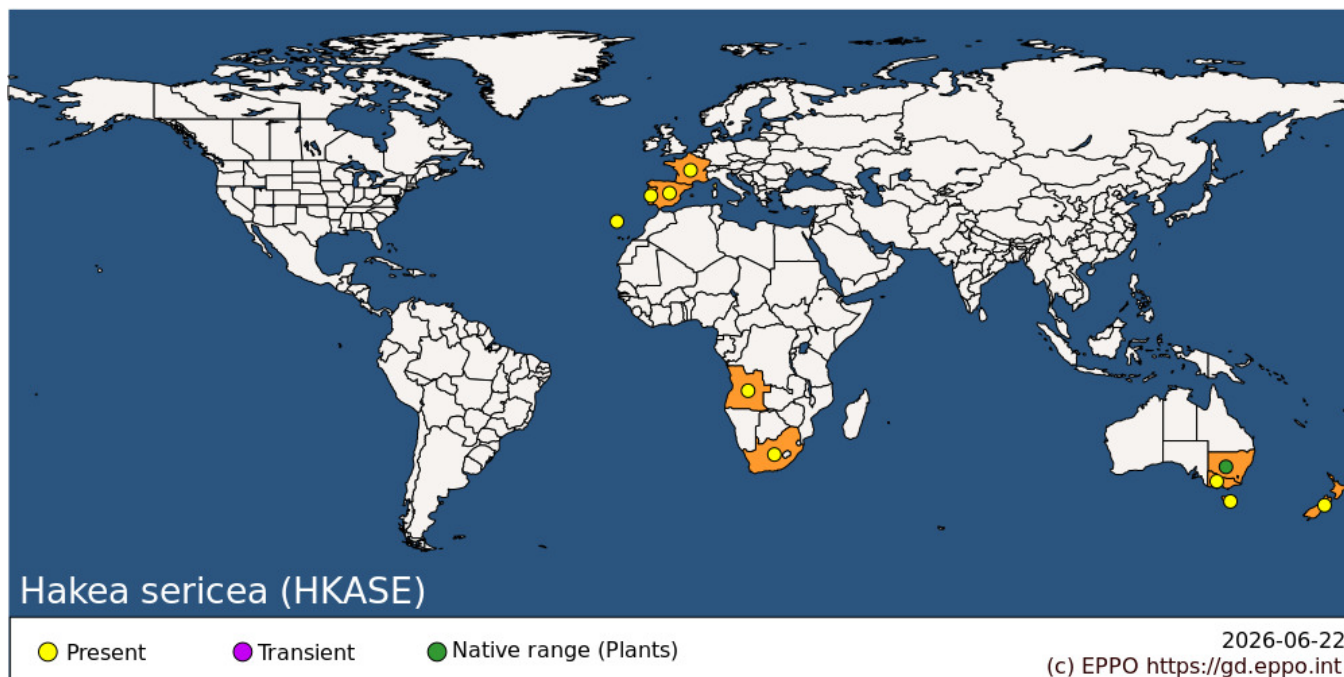 Hakea sericea (HKASE)
Present
Transient
Native range (Plants)
2026-06-22
(c) EPPO https://gd.eppo.int